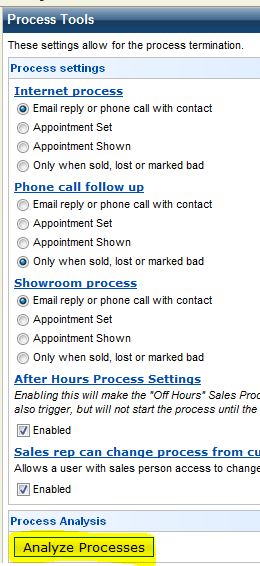 Process Tools
These settings allow for the process termination.
Process settings
Internet process
Email reply or phone call with contact
Appointment Set
Appointment Shown
Only when sold, lost or marked bad
Phone call follow up
Email reply or phone call with contact
Appointment Set
Appointment Shown
Only when sold, lost or marked bad
Showroom process
Email reply or phone call with contact
Appointment Set
Appointment Shown
Only when sold, lost or marked bad
After Hours Process Settings
Enabling this will make the "Off Hours" Sales Proc
also trigger, but will not start the process until the
Enabled
Sales rep can change process from cu
Allows a user with sales person access to change
Enabled
Process Analysis
Analyze Processes